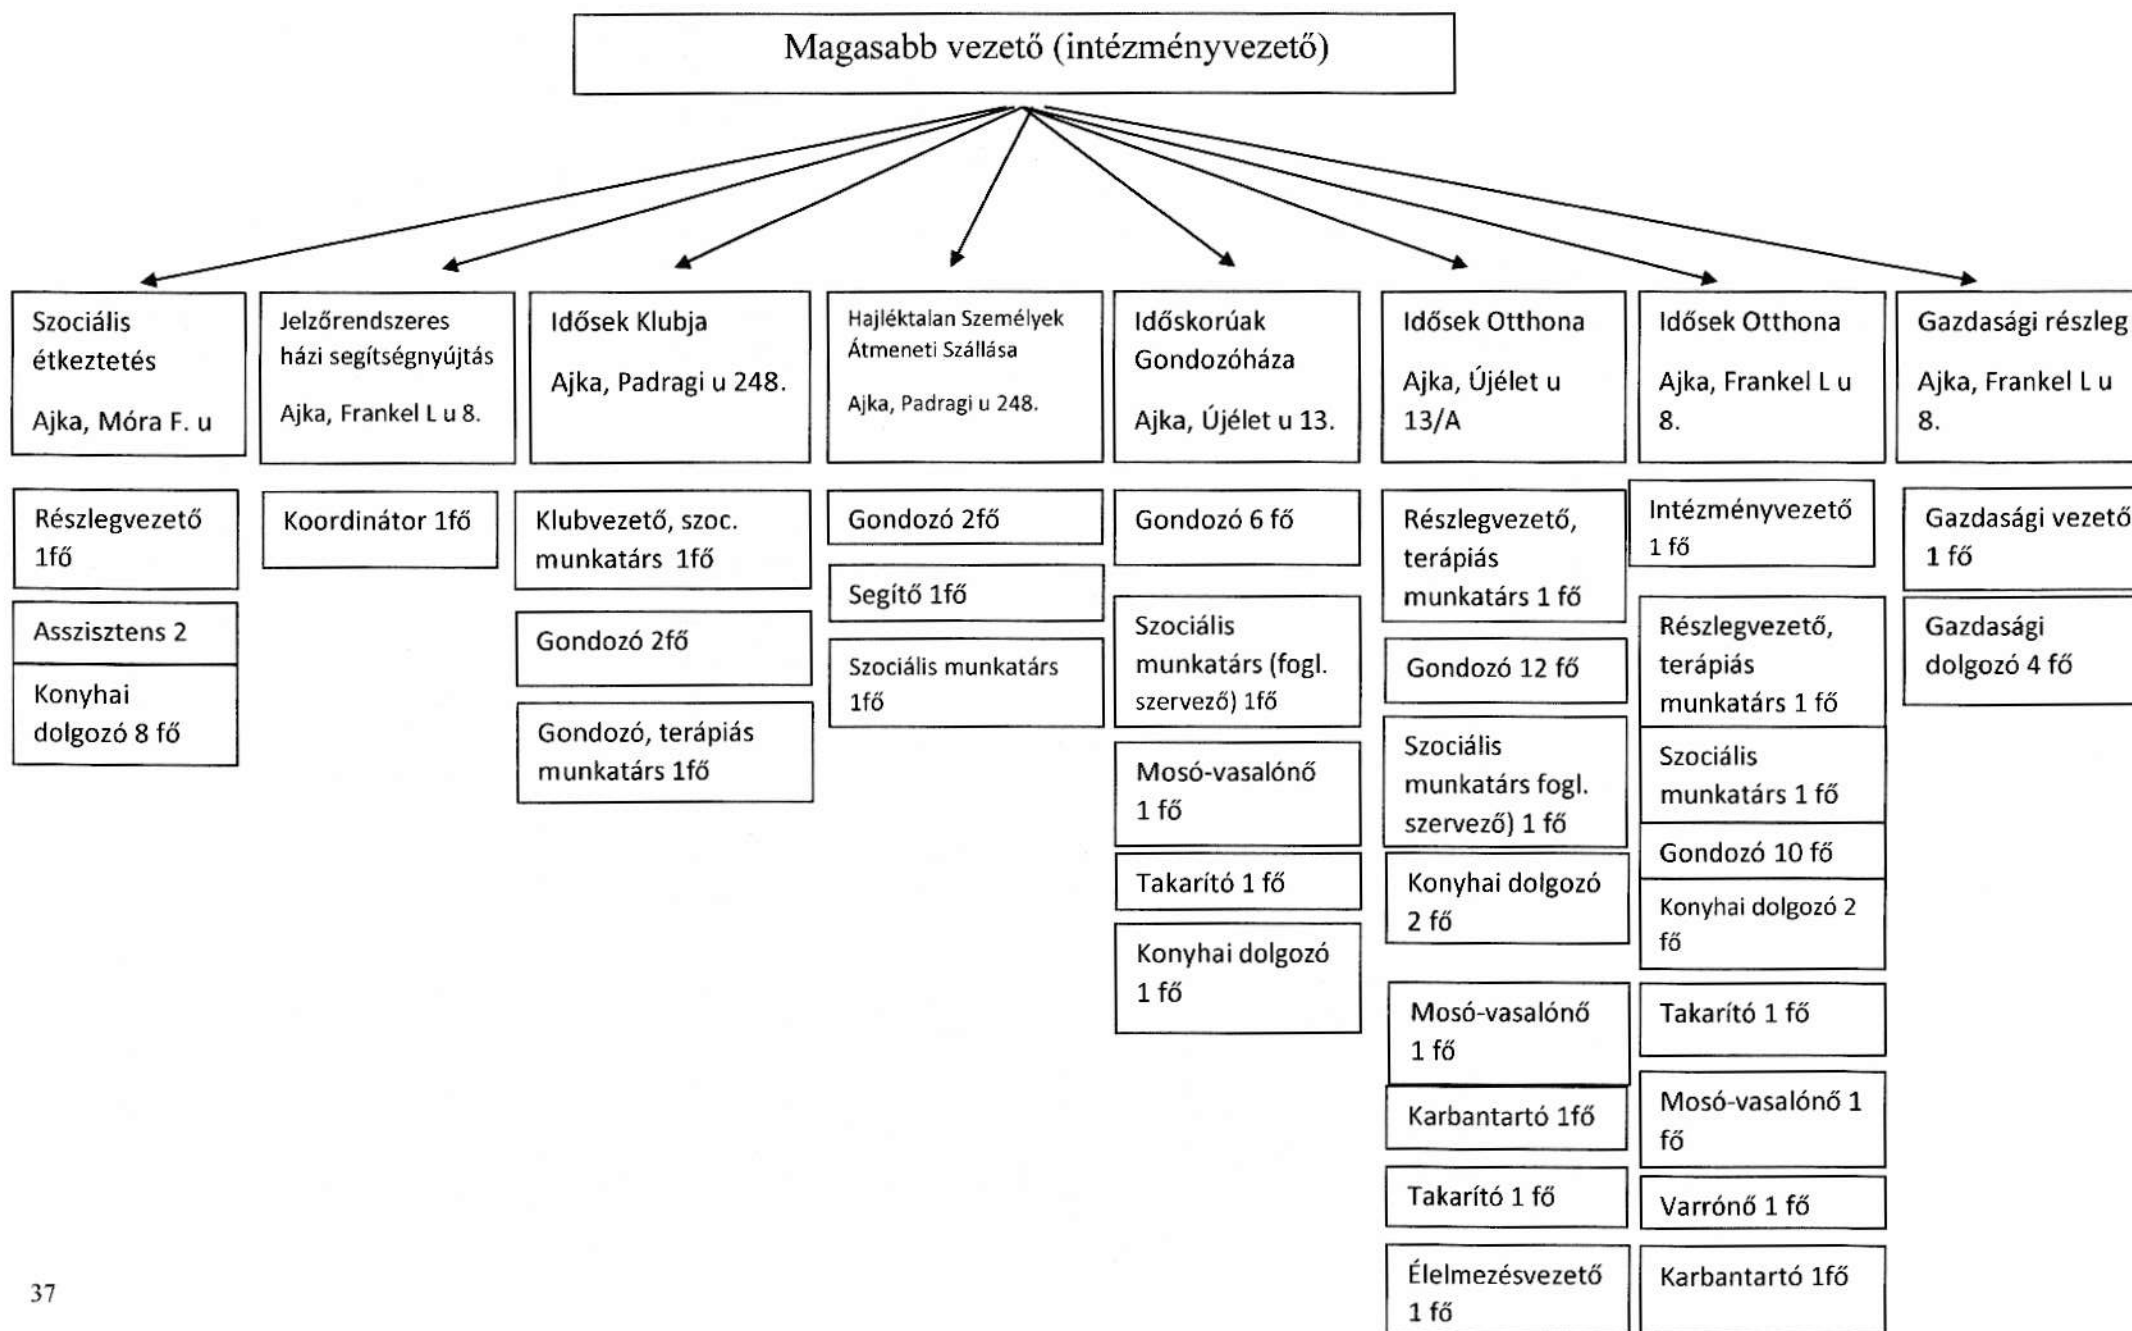 Magasabb vezető (intézményvezető)
Szociális
étkeztetés
Ajka, Móra F. u
Részlegvezető
1fő
Asszisztens 2
Konyhai
dolgozó 8 fő
Jelzőrendszeres
házi segítségnyújtás
Ajka, Frankel L u 8.
Koordinátor 1fő
Idősek Klubja
Ajka, Padragi u 248.
Klubvezető, szoc.
munkatárs 1fő
Gondozó 2fő
Gondozó, terápiás
munkatárs 1fő
Hajléktalan Személyek
Átmeneti Szállása
Ajka, Padragi u 248.
Gondozó 2fő
Segítő 1fő
Szociális munkatárs
1fő
Időskorúak
Gondozóháza
Ajka, Újélet u 13.
Gondozó 6 fő
Szociális
munkatárs (fogl.
szervező) 1fő
Mosó-vasalónő
1 fő
Takarító 1 fő
Konyhai dolgozó
1 fő
Idősek Otthona
Ajka, Újélet u
13/A
Részlegvezető,
terápiás
munkatárs 1 fő
Gondozó 12 fő
Szociális
munkatárs fogl.
szervező) 1 fő
Konyhai dolgozó
2 fő
Mosó-vasalónő
1 fő
Karbantartó 1fő
Takarító 1 fő
Élelmezésvezető
1 fő
Idősek Otthona
Ajka, Frankel L u
8.
Intézményvezető
1 fő
Részlegvezető,
terápiás
munkatárs 1 fő
Szociális
munkatárs 1 fő
Gondozó 10 fő
Konyhai dolgozó 2
fő
Takarító 1 fő
Mosó-vasalónő 1
fő
Varrónő 1 fő
Karbantartó 1fő
Gazdasági részleg
Ajka, Frankel L u
8.
Gazdasági vezető
1 fő
Gazdasági
dolgozó 4 fő
37